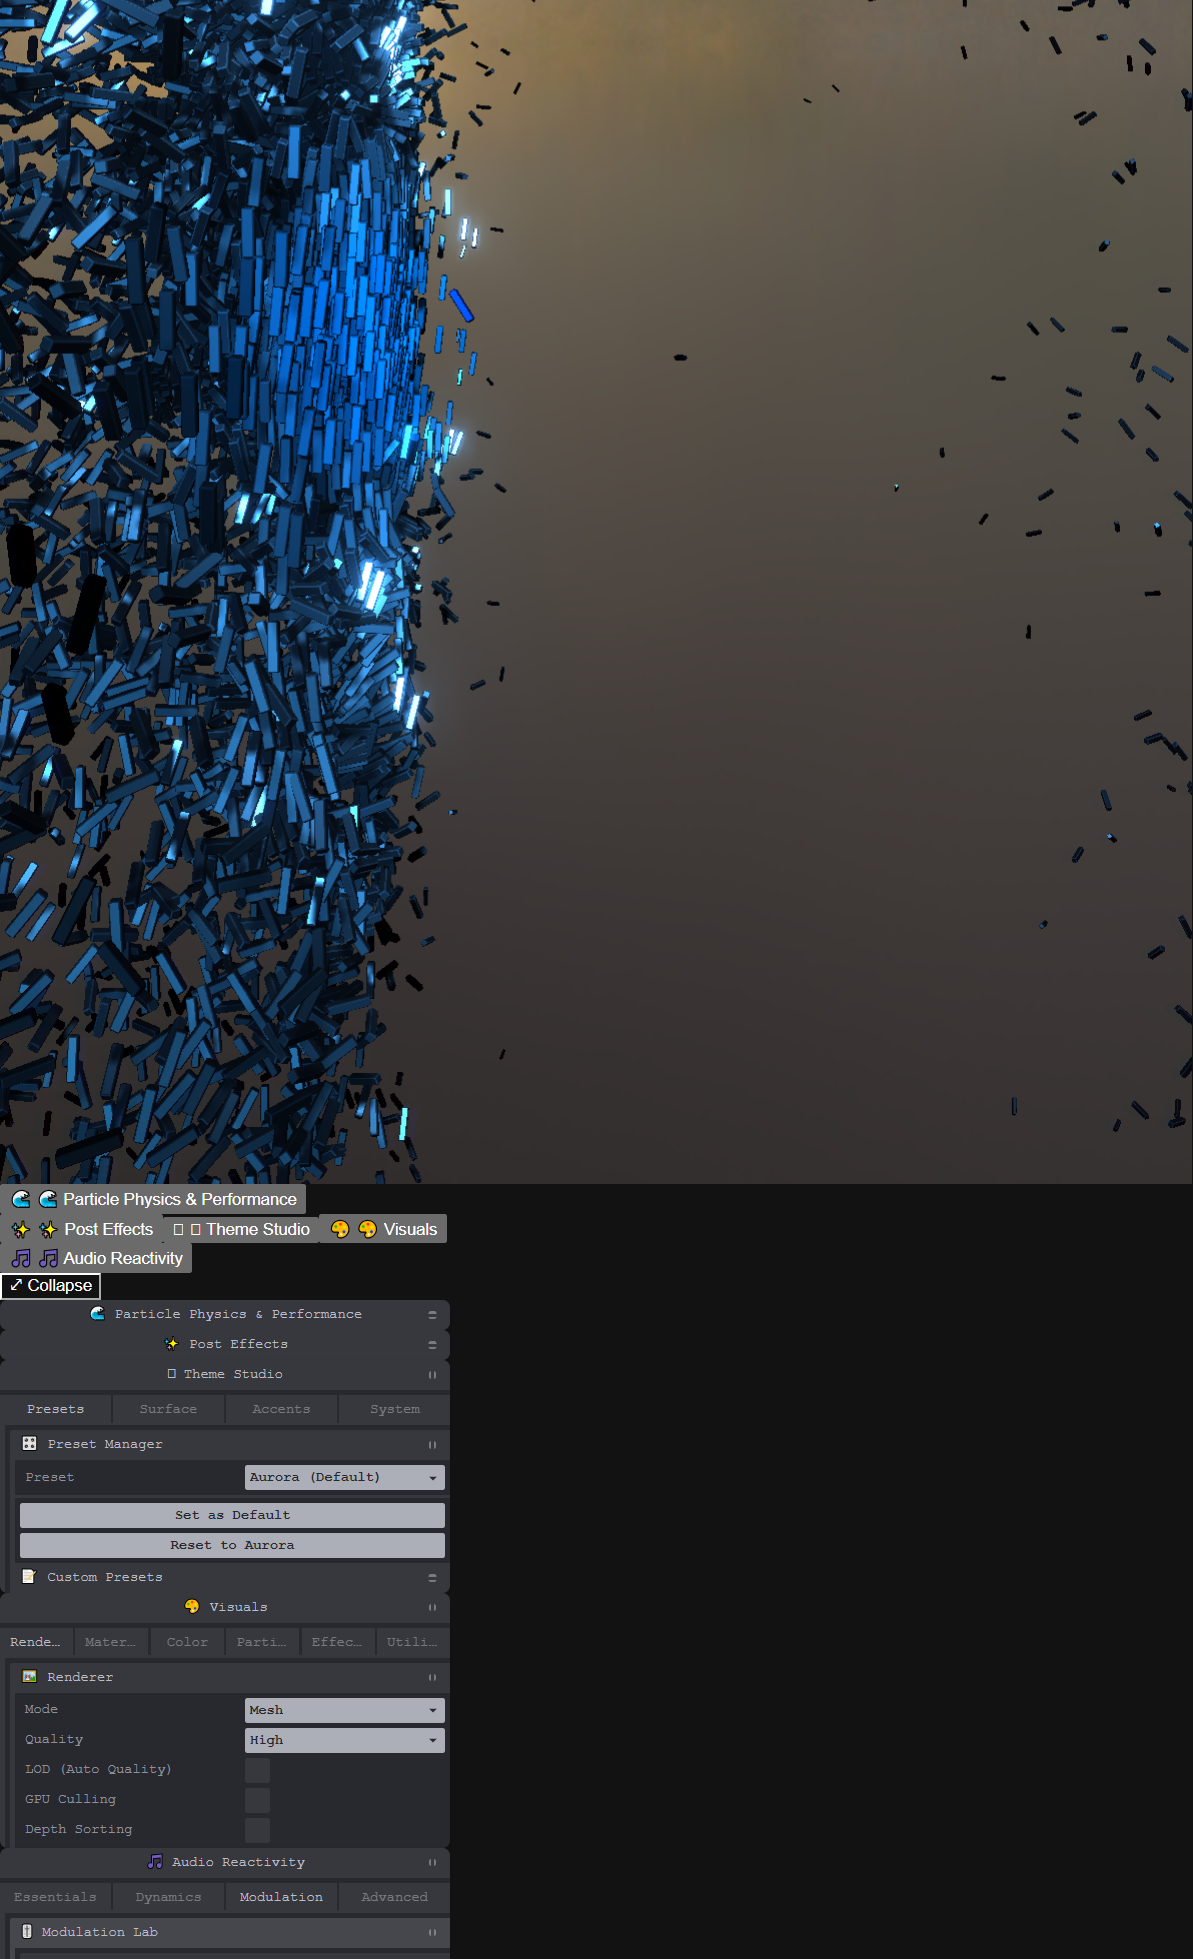 Particle Physics & Performance
Post Effects Theme Studio Visuals
Audio Reactivity
Collapse
Particle Physics & Performance
Post Effects
Theme Studio
Presets Surface Accents System
Preset Manager
Preset Aurora (Default)
Set as Default
Reset to Aurora
Custom Presets
Visuals
Rende… Mater… Color Parti… Effec… Utili…
Renderer
Mode Mesh
Quality High
LOD (Auto Quality)
GPU Culling
Depth Sorting
Audio Reactivity
Essentials Dynamics Modulation Advanced
Modulation Lab